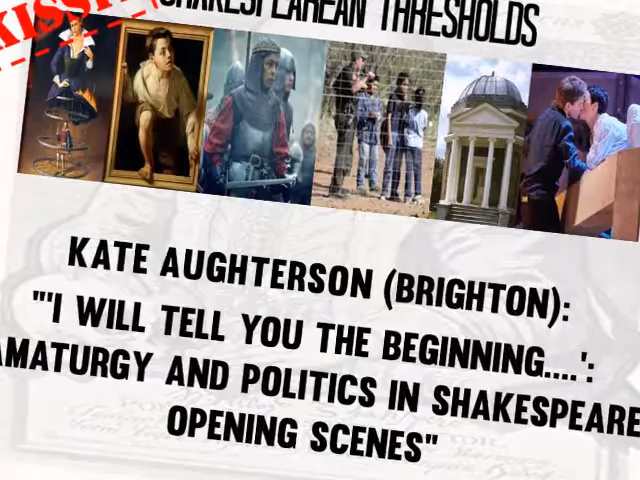 SHAKESPEAREAN THRESHOLDS
KATE AUGHTERSON (BRIGHTON):
"'I WILL TELL YOU THE BEGINNING....':
AMATURGY AND POLITICS IN SHAKESPEARE
OPENING SCENES"